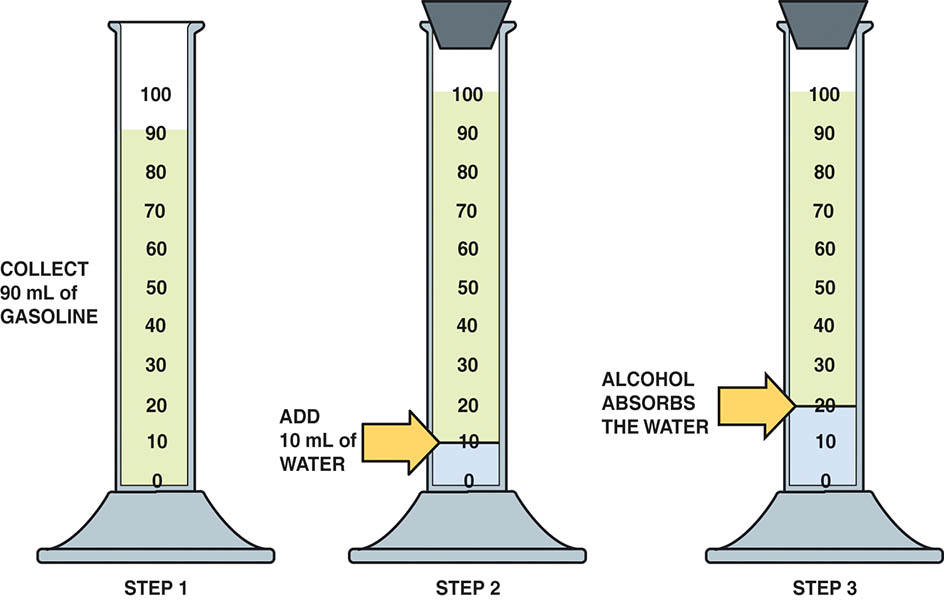 100
90
80
70
60
50
40
30
20
10
0
COLLECT
90 mL of
GASOLINE
STEP 1
100
90
80
70
60
50
40
30
20
10
0
ADD
10 mL of
WATER
STEP 2
100
90
80
70
60
50
40
30
20
10
0
ALCOHOL
ABSORBS
THE WATER
STEP 3